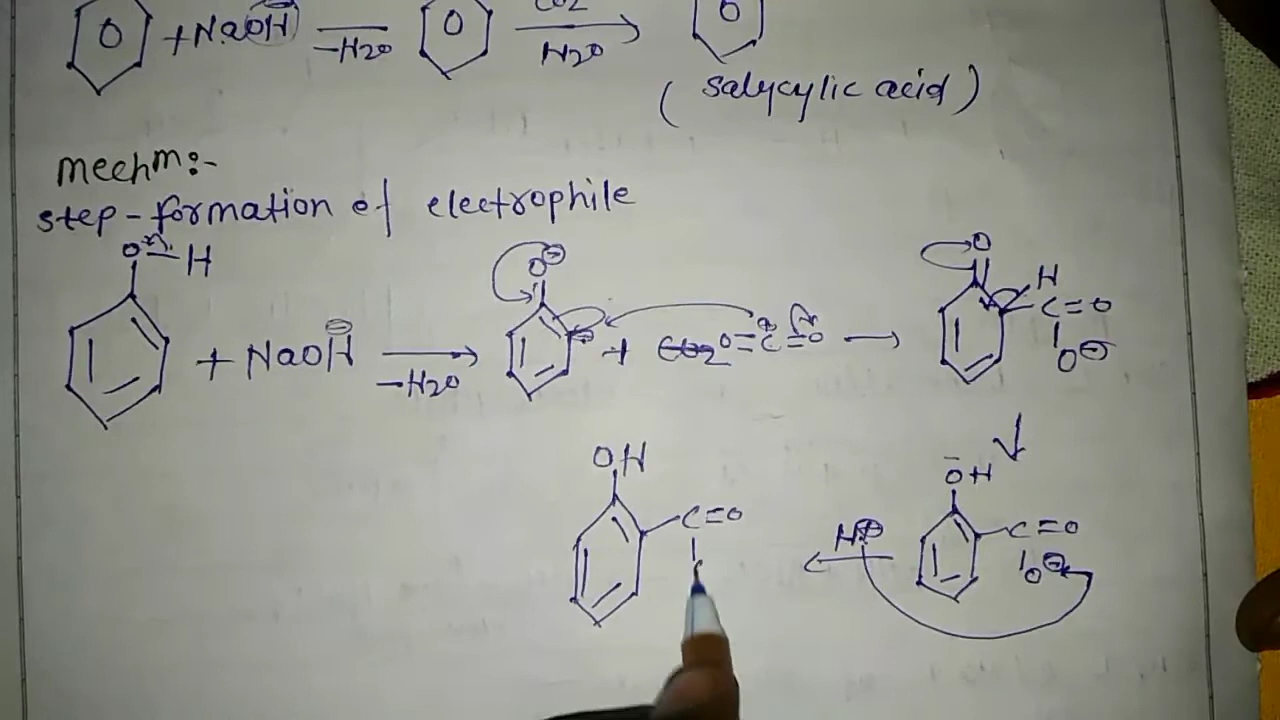 O +NaOH −H2O O CO2 H2O O
( Salycylic acid )
mechm:-
step-formation of electrophile
O−H
+ NaOH⊖ −H2O O⊖ + O=C=O → O H C=O O⊖
OH C=O
OH C=O O⊖ H⊕